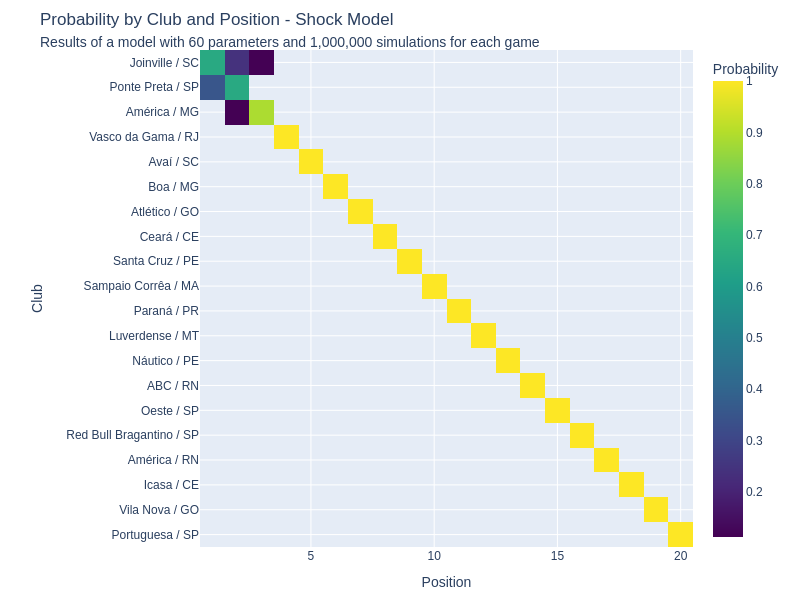 Probability by Club and Position - Shock Model
Results of a model with 60 parameters and 1,000,000 simulations for each game
Probability
Joinville / SC
Ponte Preta / SP
América / MG
Vasco da Gama / RJ
Avaí / SC
Boa / MG
Atlético / GO
Ceará / CE
Santa Cruz / PE
Sampaio Corrêa / MA
Paraná / PR
Luverdense / MT
Náutico / PE
ABC / RN
Oeste / SP
Red Bull Bragantino / SP
América / RN
Icasa / CE
Vila Nova / GO
Portuguesa / SP
Club
5
10
15
20
Position
1
0.9
0.8
0.7
0.6
0.5
0.4
0.3
0.2